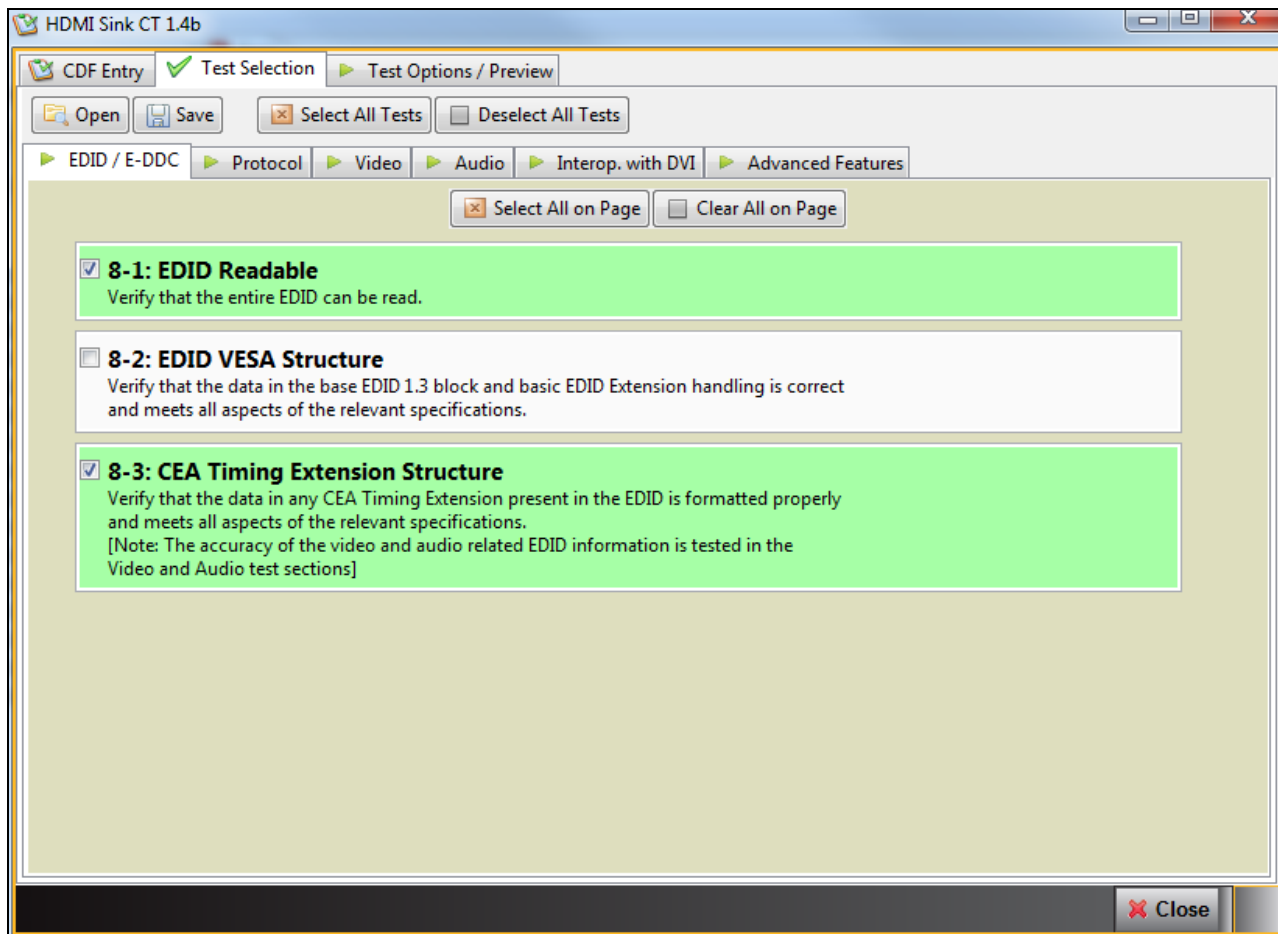 HDMI Sink CT 1.4b
CDF Entry Test Selection Test Options / Preview
Open Save Select All Tests Deselect All Tests
EDID / E-DDC Protocol Video Audio Interop. with DVI Advanced Features
Select All on Page Clear All on Page
8-1: EDID Readable
Verify that the entire EDID can be read.
8-2: EDID VESA Structure
Verify that the data in the base EDID 1.3 block and basic EDID Extension handling is correct
and meets all aspects of the relevant specifications.
8-3: CEA Timing Extension Structure
Verify that the data in any CEA Timing Extension present in the EDID is formatted properly
and meets all aspects of the relevant specifications.
[Note: The accuracy of the video and audio related EDID information is tested in the
Video and Audio test sections]
Close